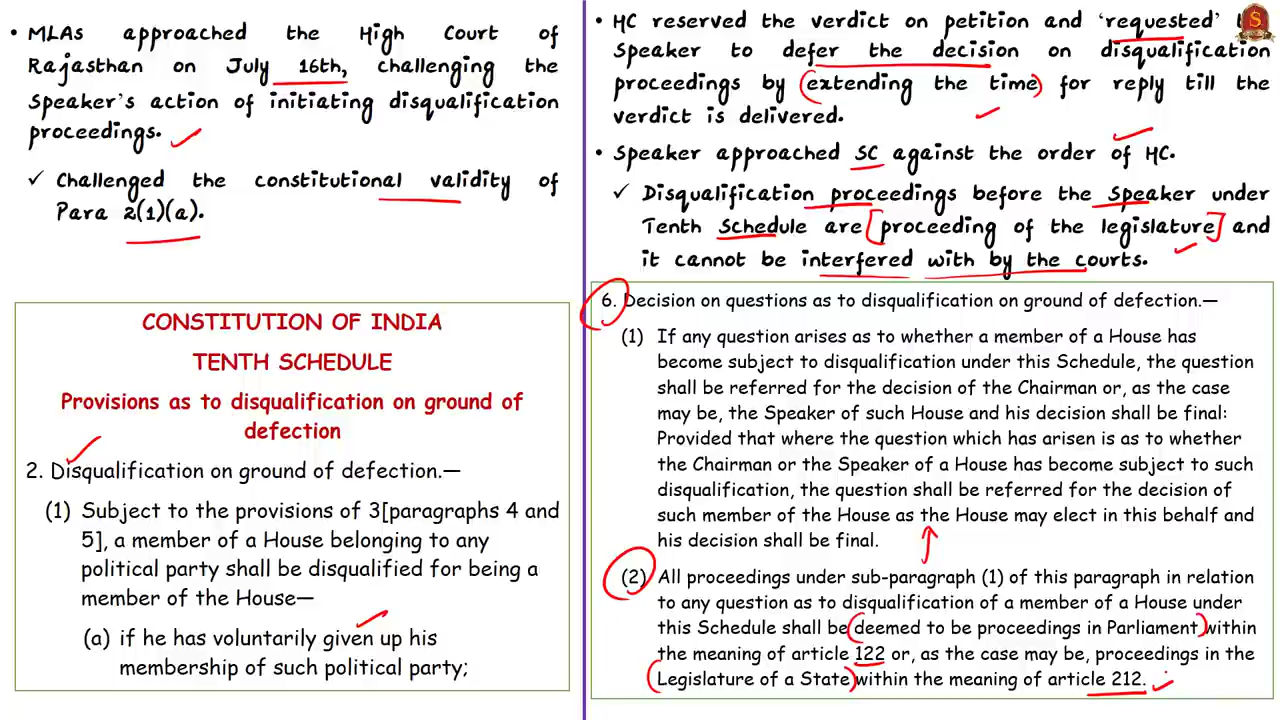 • MLAs approached the High Court of
Rajasthan on July 16th, challenging the
Speaker's action of initiating disqualification
proceedings.
✓ Challenged the constitutional validity of
Para 2(1)(a).
CONSTITUTION OF INDIA
TENTH SCHEDULE
Provisions as to disqualification on ground of
defection
2. Disqualification on ground of defection.—
(1) Subject to the provisions of 3[paragraphs 4 and
5], a member of a House belonging to any
political party shall be disqualified for being a
member of the House—
(a) if he has voluntarily given up his
membership of such political party;
• HC reserved the verdict on petition and 'requested'
Speaker to defer the decision on disqualification
proceedings by extending the time for reply till the
verdict is delivered.
• Speaker approached SC against the order of HC.
✓ Disqualification proceedings before the Speaker under
Tenth Schedule are proceeding of the legislature and
it cannot be interfered with by the courts.
6. Decision on questions as to disqualification on ground of defection.—
(1) If any question arises as to whether a member of a House has
become subject to disqualification under this Schedule, the question
shall be referred for the decision of the Chairman or, as the case
may be, the Speaker of such House and his decision shall be final:
Provided that where the question which has arisen is as to whether
the Chairman or the Speaker of a House has become subject to such
disqualification, the question shall be referred for the decision of
such member of the House as the House may elect in this behalf and
his decision shall be final.
(2) All proceedings under sub-paragraph (1) of this paragraph in relation
to any question as to disqualification of a member of a House under
this Schedule shall be deemed to be proceedings in Parliament within
the meaning of article 122 or, as the case may be, proceedings in the
Legislature of a State within the meaning of article 212.